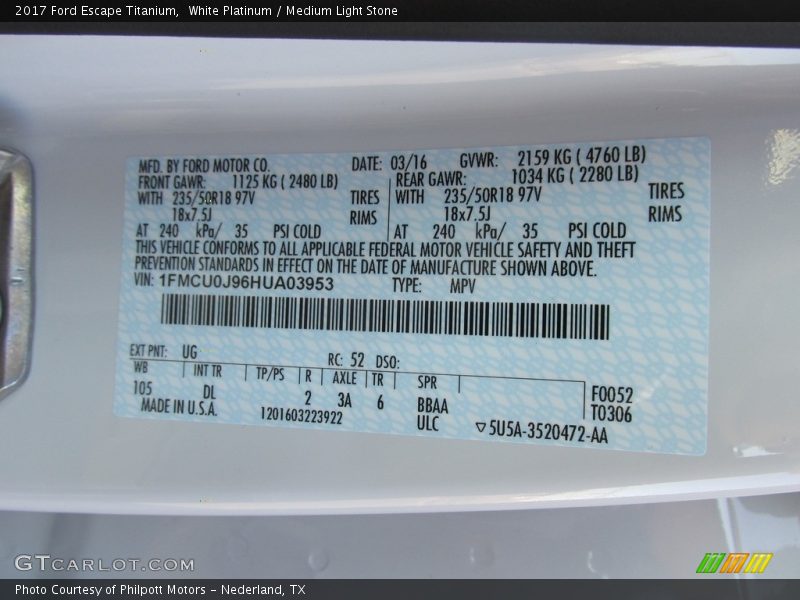 2017 Ford Escape Titanium,  White Platinum / Medium Light Stone
MFD. BY FORD MOTOR CO. DATE: 03/16 GVWR: 2159 KG ( 4760 LB)
FRONT GAWR: 1125 KG ( 2480 LB) REAR GAWR: 1034 KG ( 2280 LB)
WITH 235/50R18 97V TIRES WITH 235/50R18 97V TIRES
18x7.5J RIMS 18x7.5J RIMS
AT 240 kPa/ 35 PSI COLD AT 240 kPa/ 35 PSI COLD
THIS VEHICLE CONFORMS TO ALL APPLICABLE FEDERAL MOTOR VEHICLE SAFETY AND THEFT
PREVENTION STANDARDS IN EFFECT ON THE DATE OF MANUFACTURE SHOWN ABOVE.
VIN: 1FMCU0J96HUA03953 TYPE: MPV
EXT PNT: UG RC: 52 DSO:
WB INT TR TP/PS R AXLE TR SPR
105 DL 2 3A 6 BBAA F0052
MADE IN U.S.A. 1201603223922 ULC T0306
▽5U5A-3520472-AA
GTCARLOT.COM
Photo Courtesy of Philpott Motors - Nederland, TX